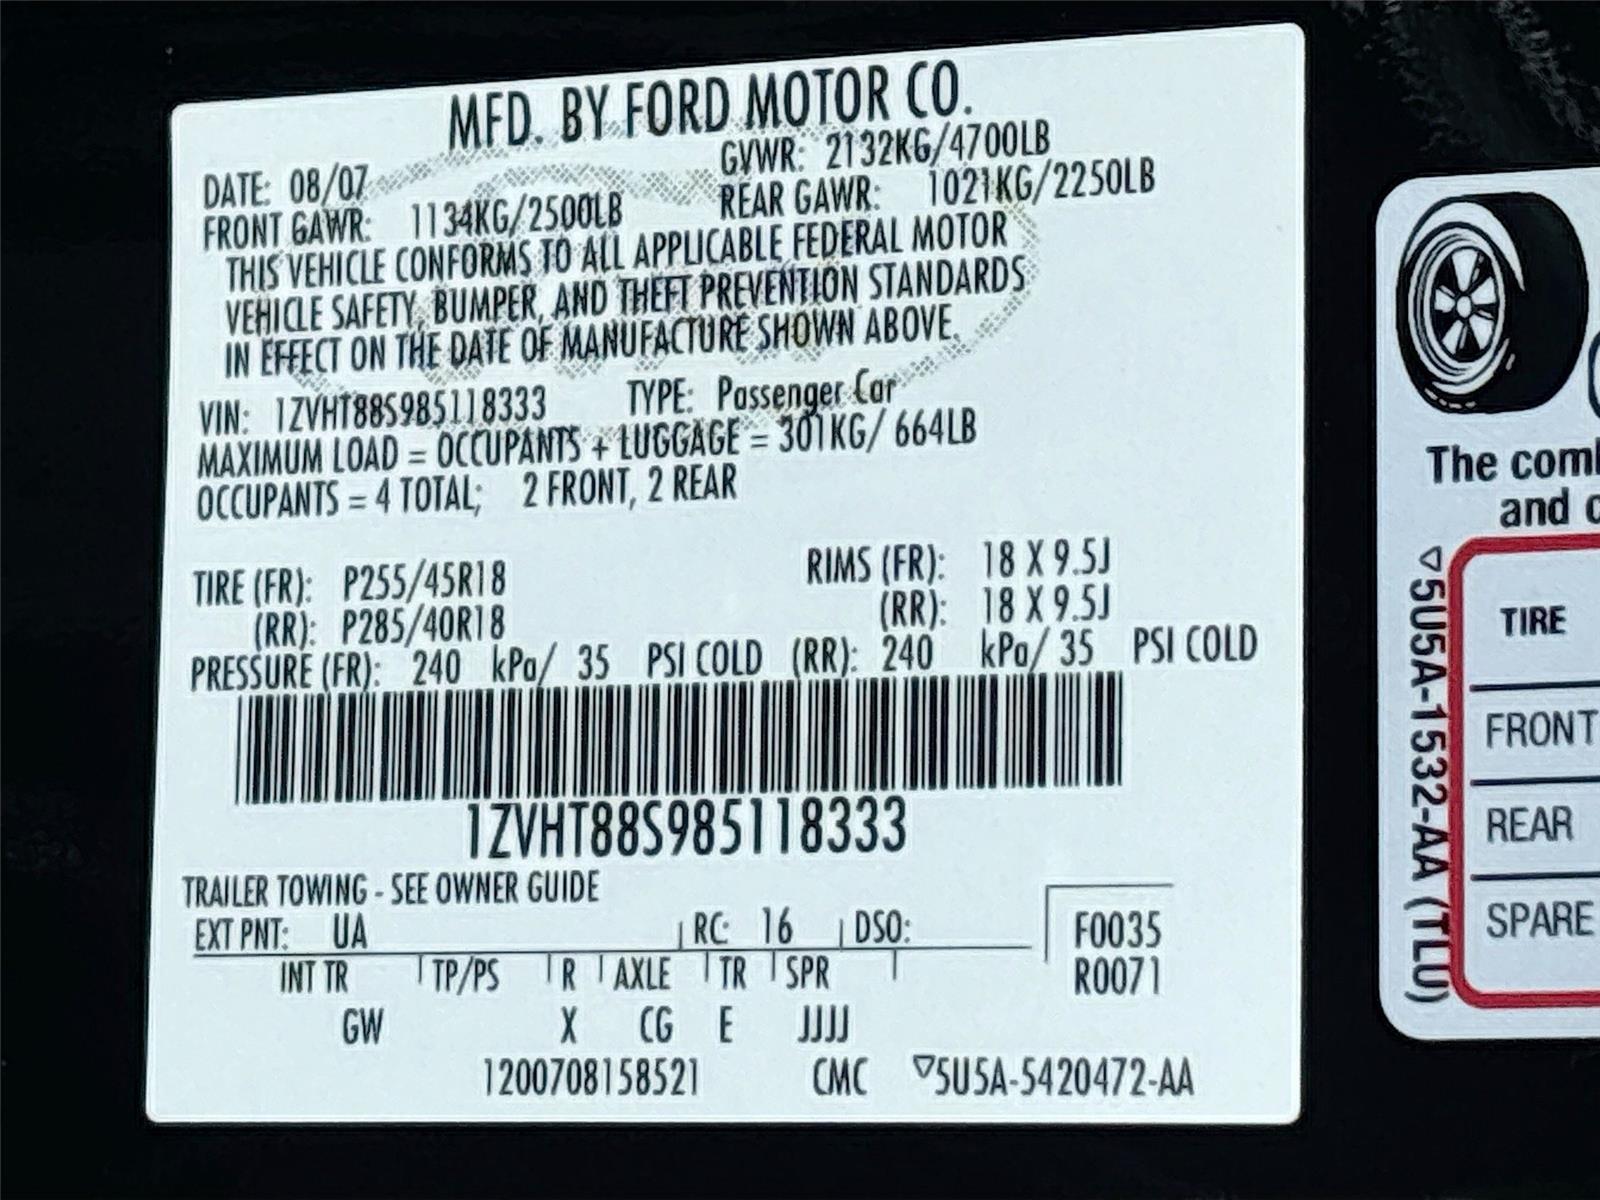 MFD. BY FORD MOTOR CO.
DATE: 08/07 GVWR: 2132KG/4700LB
FRONT GAWR: 1134KG/2500LB REAR GAWR: 1021KG/2250LB
THIS VEHICLE CONFORMS TO ALL APPLICABLE FEDERAL MOTOR
VEHICLE SAFETY, BUMPER, AND THEFT PREVENTION STANDARDS
IN EFFECT ON THE DATE OF MANUFACTURE SHOWN ABOVE.
VIN: 1ZVHT88S985118333 TYPE: Passenger Car
MAXIMUM LOAD = OCCUPANTS + LUGGAGE = 301KG/ 664LB
OCCUPANTS = 4 TOTAL; 2 FRONT, 2 REAR
TIRE (FR): P255/45R18 RIMS (FR): 18 X 9.5J
(RR): P285/40R18 (RR): 18 X 9.5J
PRESSURE (FR): 240 kPa/ 35 PSI COLD (RR): 240 kPa/ 35 PSI COLD
1ZVHT88S985118333
TRAILER TOWING - SEE OWNER GUIDE
EXT PNT: UA RC: 16 DSO: F0035
INT TR TP/PS R AXLE TR SPR R0071
GW X CG E JJJJ
1200708158521 CMC ▽5U5A-5420472-AA
The comb
and c
▽5U5A-1532-AA (TLU)
TIRE
FRONT
REAR
SPARE